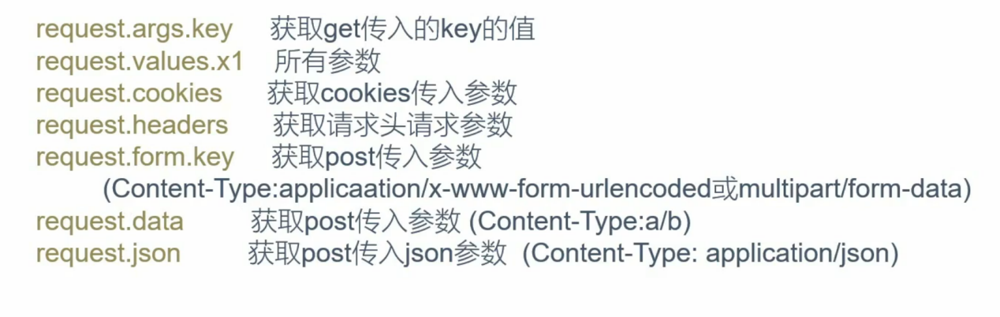 request.args.key 获取get传入的key的值
request.values.x1 所有参数
request.cookies 获取cookies传入参数
request.headers 获取请求头请求参数
request.form.key 获取post传入参数
(Content-Type:applicaation/x-www-form-urlencoded或multipart/form-data)
request.data 获取post传入参数 (Content-Type:a/b)
request.json 获取post传入json参数 (Content-Type: application/json)